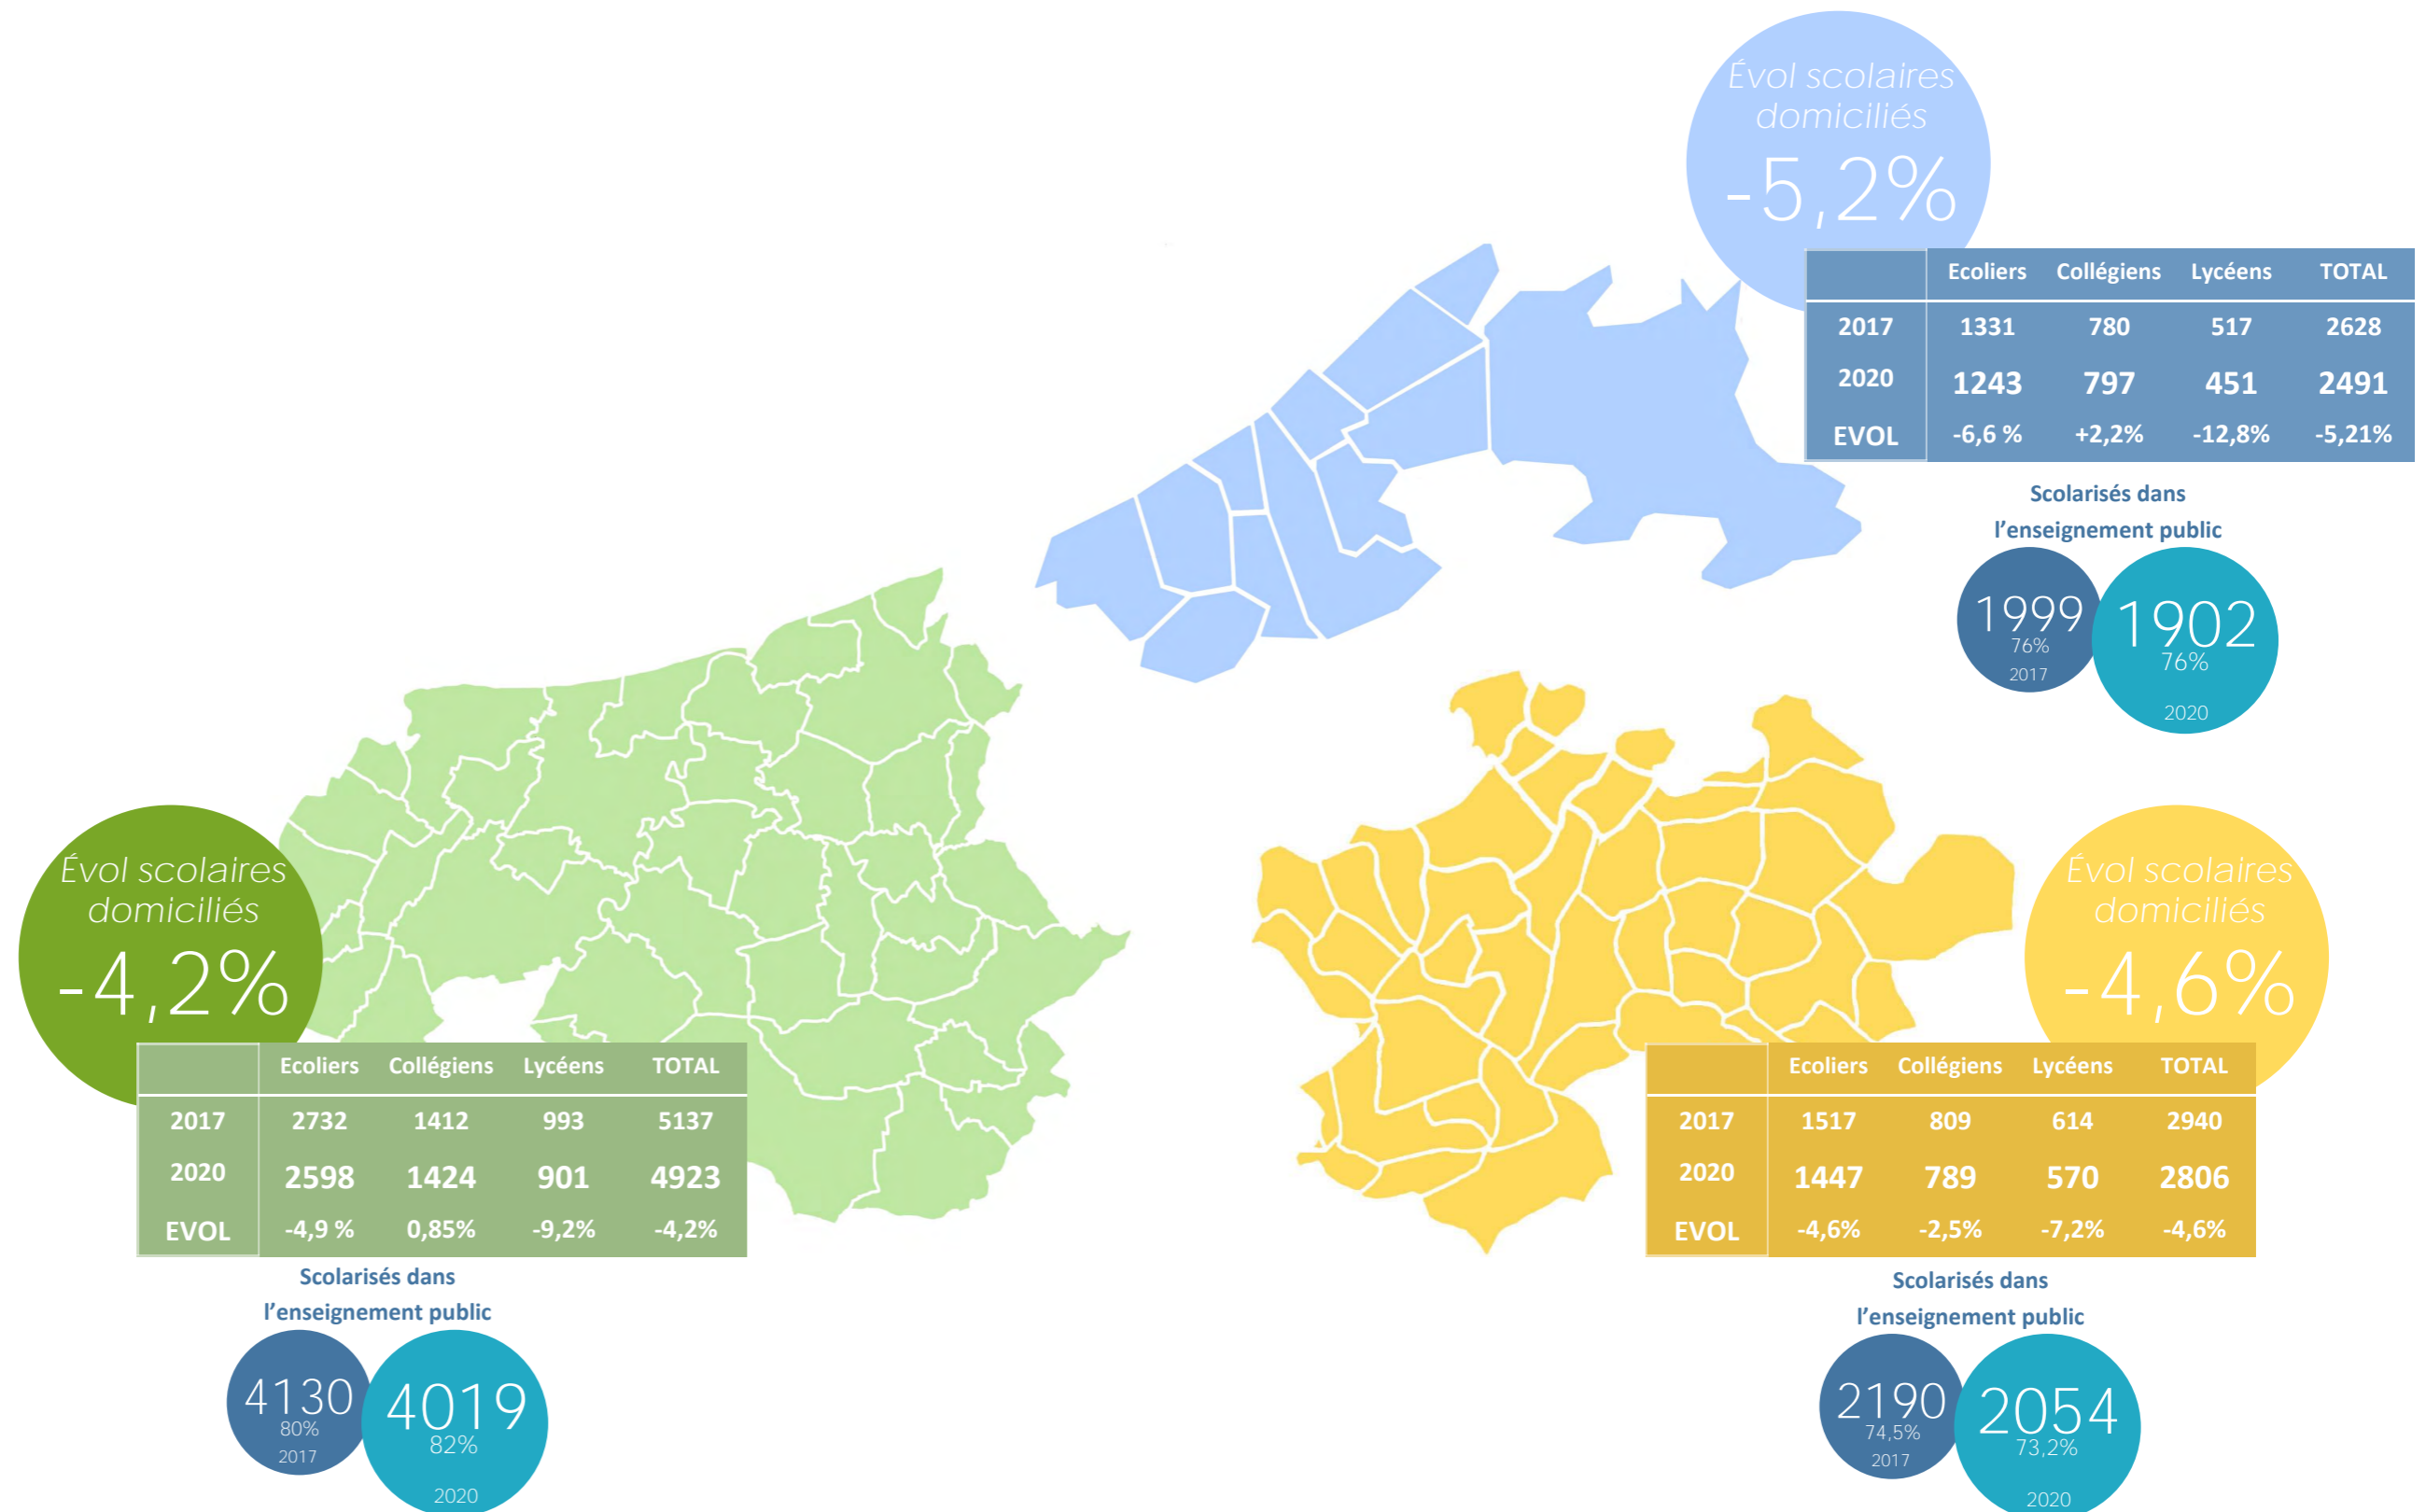 Évol scolaires
domiciliés
-5,2%
Ecoliers Collégiens Lycéens TOTAL
2017 1331 780 517 2628
2020 1243 797 451 2491
EVOL -6,6 % +2,2% -12,8% -5,21%
Scolarisés dans
l'enseignement public
1999
76%
2017
1902
76%
2020
Évol scolaires
domiciliés
-4,2%
Ecoliers Collégiens Lycéens TOTAL
2017 2732 1412 993 5137
2020 2598 1424 901 4923
EVOL -4,9 % 0,85% -9,2% -4,2%
Scolarisés dans
l'enseignement public
4130
80%
2017
4019
82%
2020
Évol scolaires
domiciliés
-4,6%
Ecoliers Collégiens Lycéens TOTAL
2017 1517 809 614 2940
2020 1447 789 570 2806
EVOL -4,6% -2,5% -7,2% -4,6%
Scolarisés dans
l'enseignement public
2190
74,5%
2017
2054
73,2%
2020